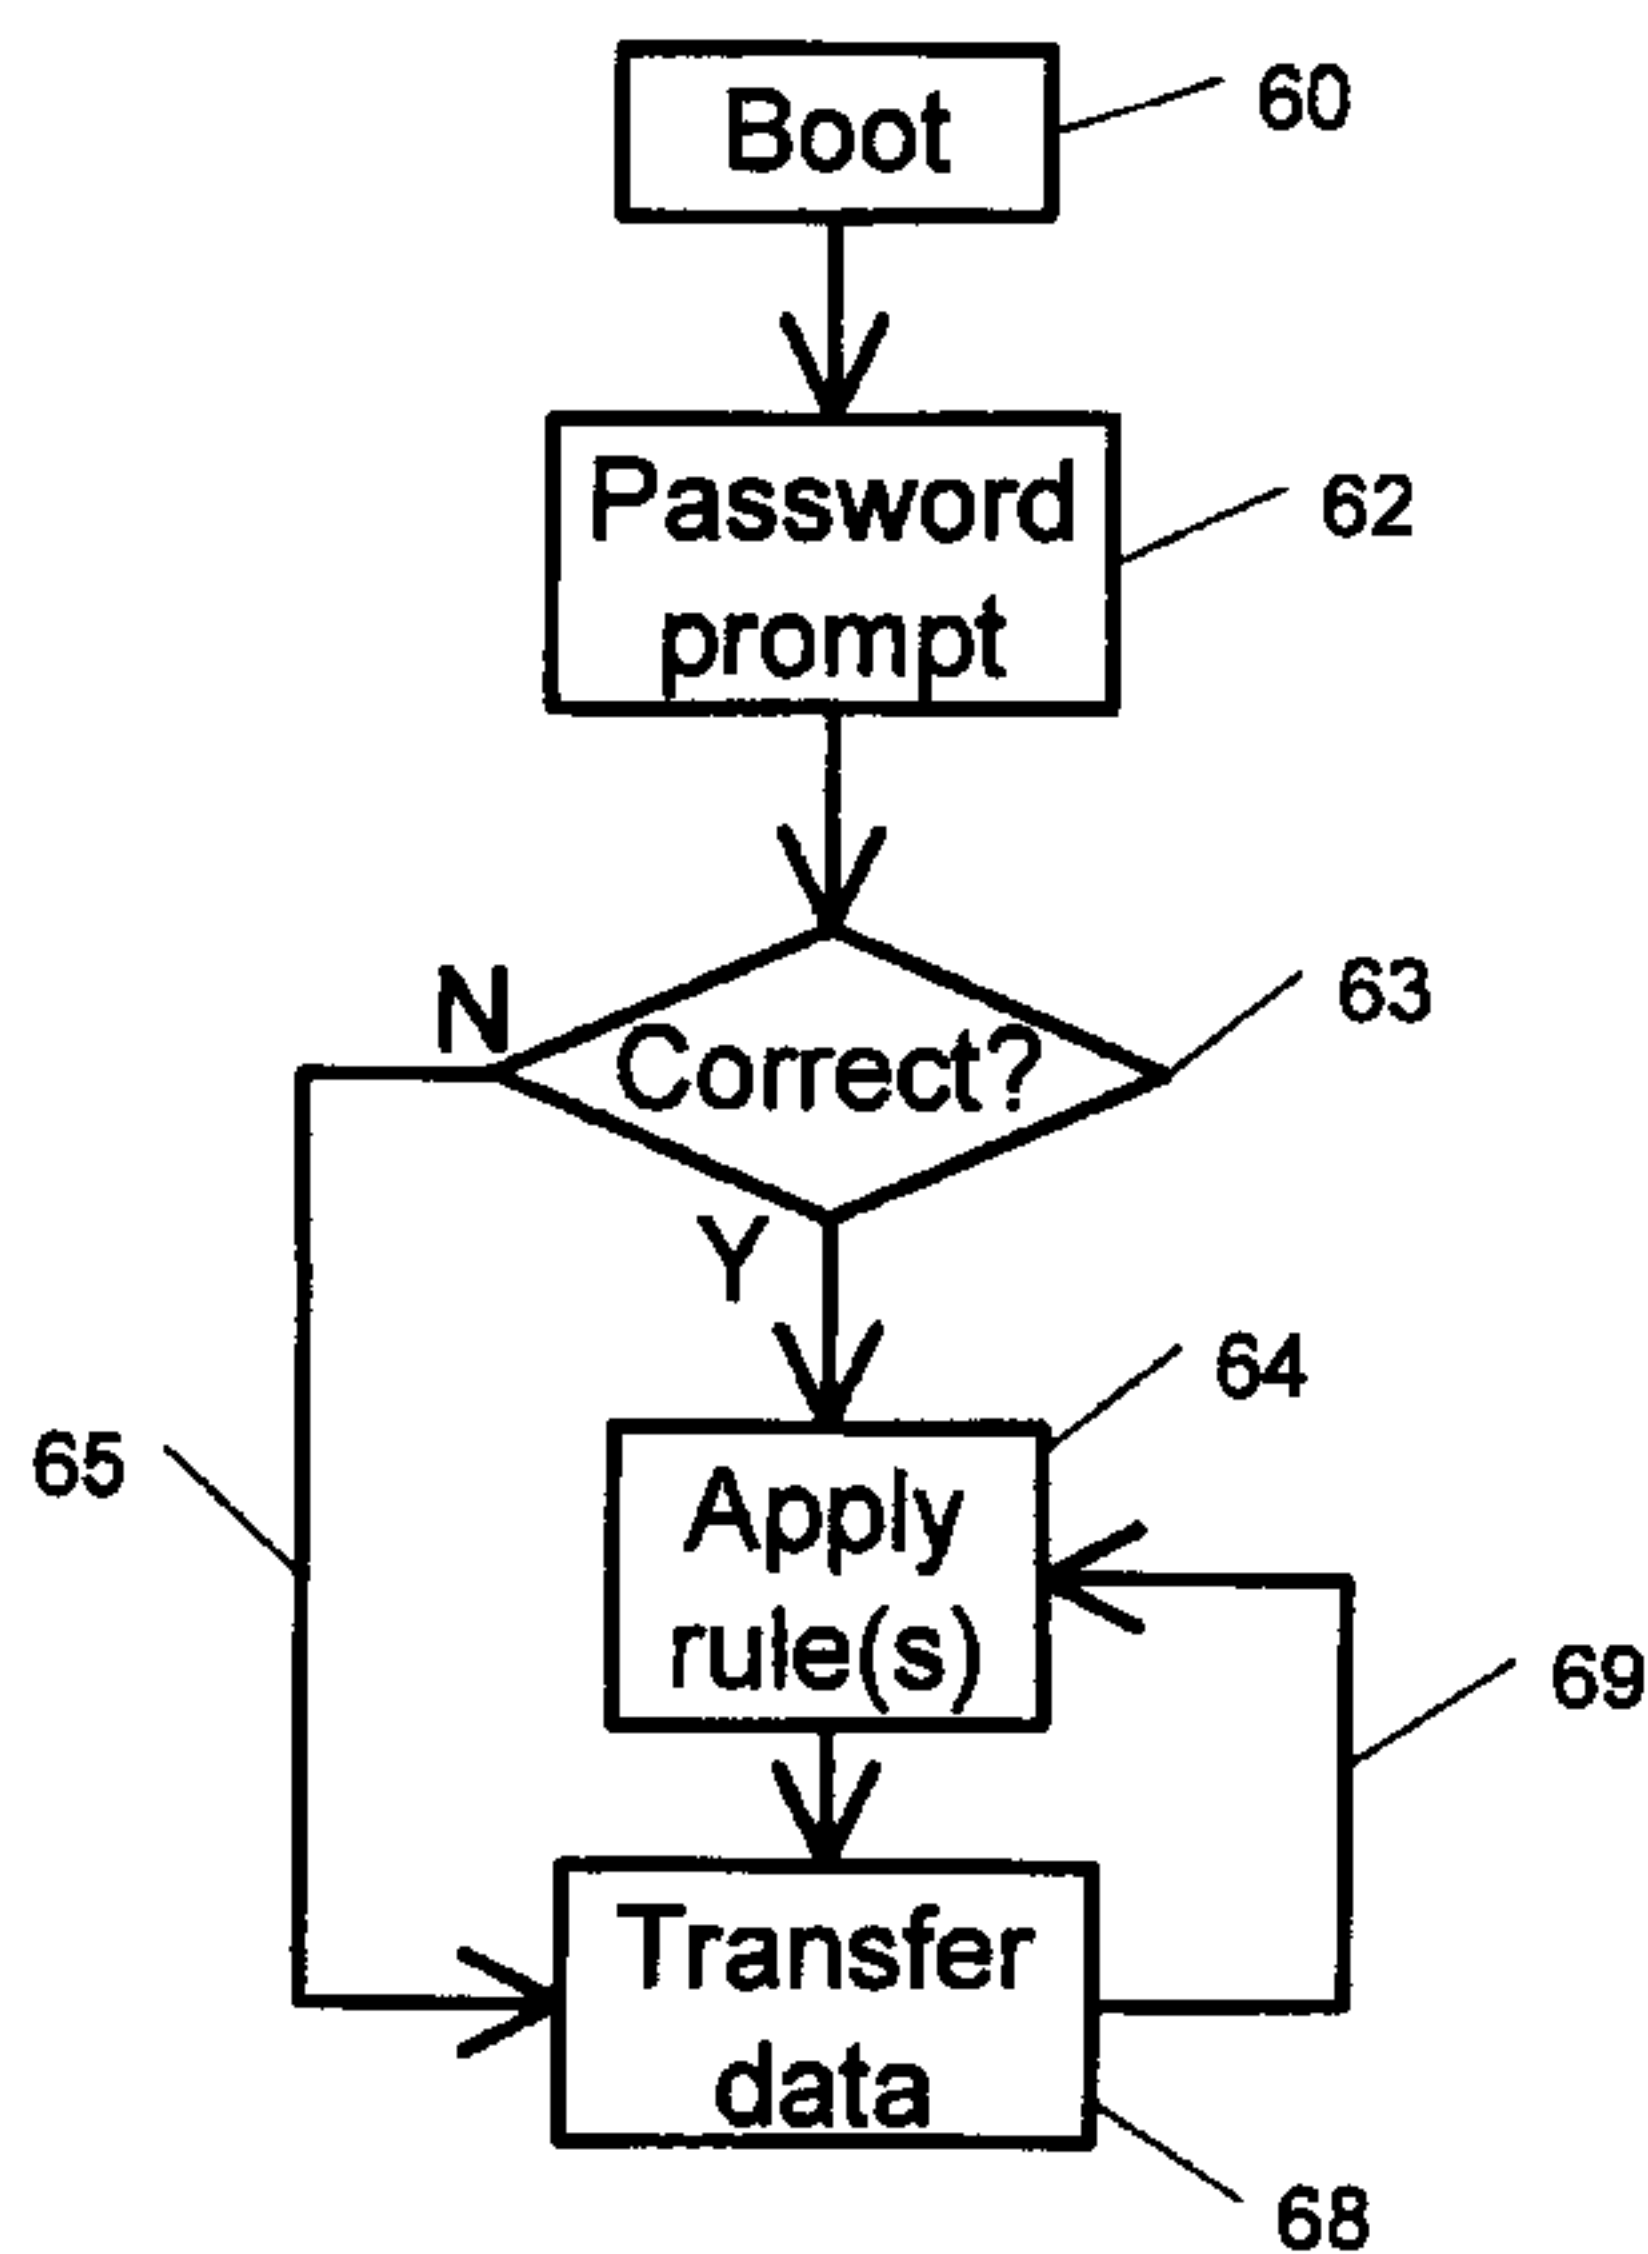 Boot
60
Password
prompt
62
N
Correct?
63
Y
64
65
Apply
rule(s)
69
Transfer
data
68